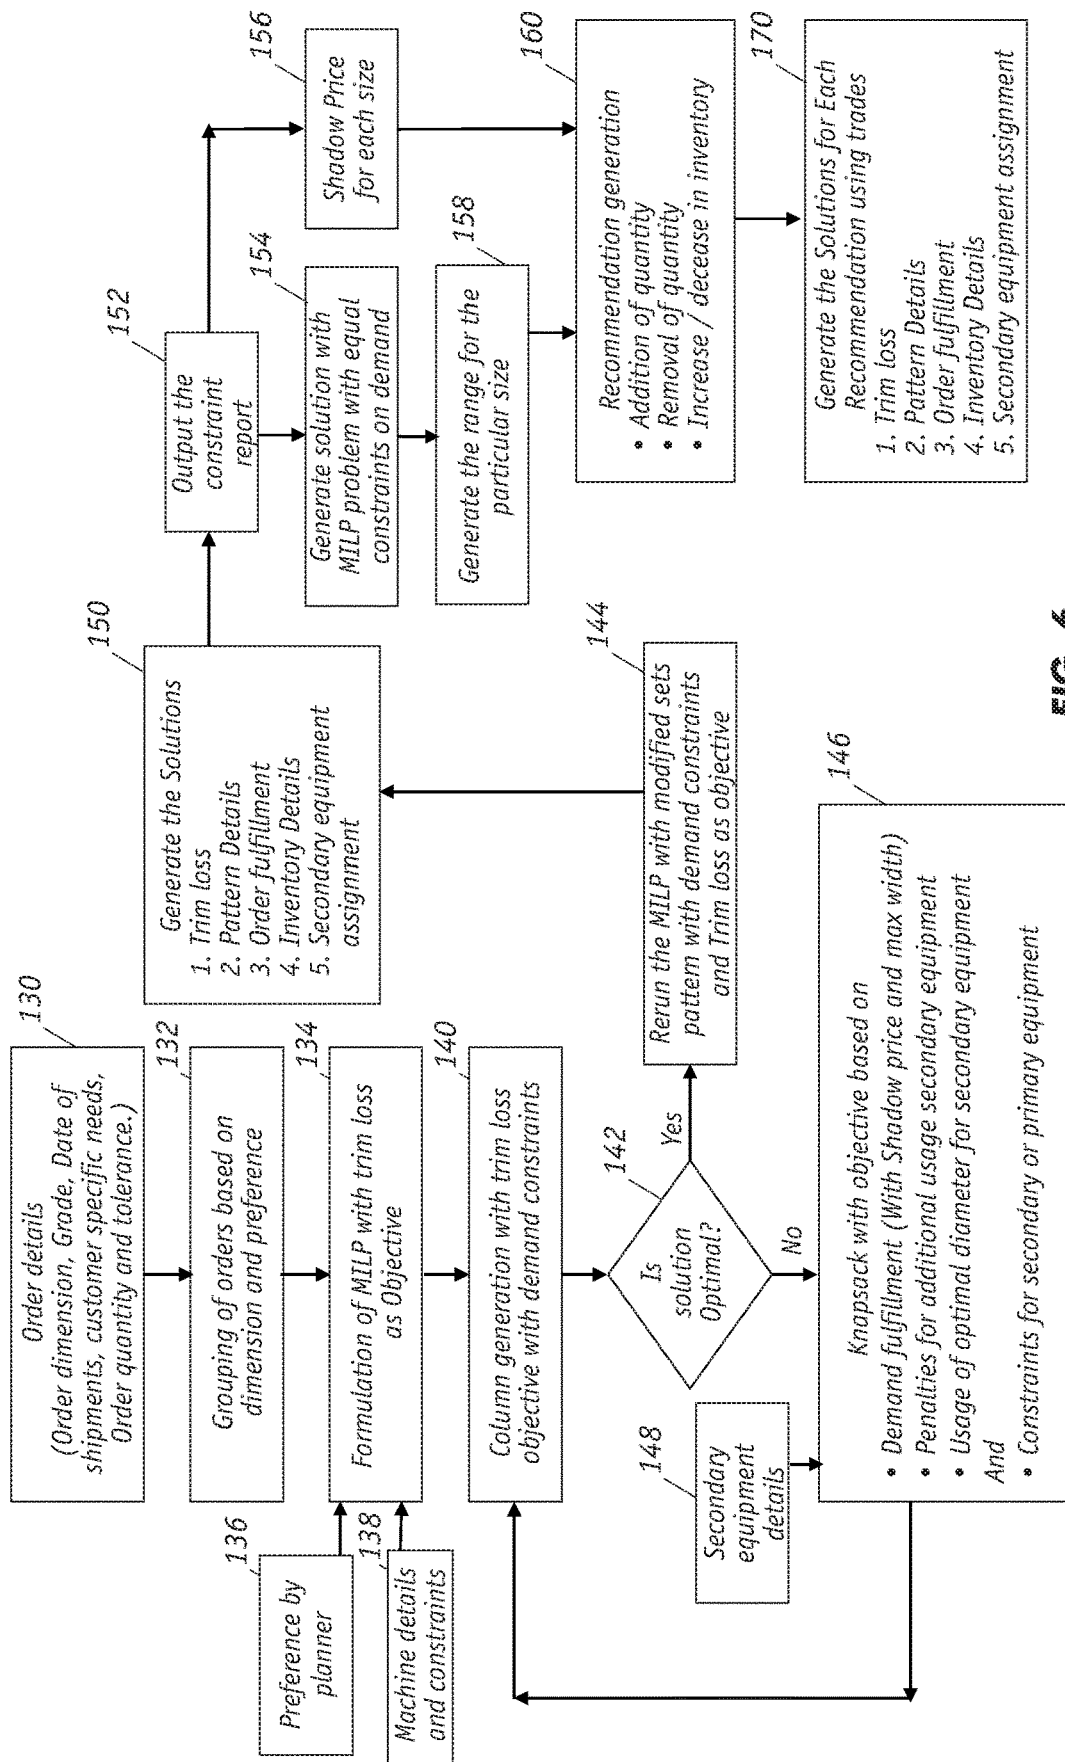 130
Order details
(Order dimension, Grade, Date of
shipments, customer specific needs,
Order quantity and tolerance.)
132
Grouping of orders based on
dimension and preference
134
Formulation of MILP with trim loss
as Objective
136
Preference by
planner
138
Machine details
and constraints
140
Column generation with trim loss
objective with demand constraints
142
Is
solution
Optimal?
Yes
No
144
Rerun the MILP with modified sets
pattern with demand constraints
and Trim loss as objective
146
Knapsack with objective based on
• Demand fulfillment (With Shadow price and max width)
• Penalties for additional usage secondary equipment
• Usage of optimal diameter for secondary equipment
And
• Constraints for secondary or primary equipment
148
Secondary
equipment
details
150
Generate the Solutions
1. Trim loss
2. Pattern Details
3. Order fulfillment
4. Inventory Details
5. Secondary equipment
assignment
152
Output the
constraint
report
154
Generate solution with
MILP problem with equal
constraints on demand
156
Shadow Price
for each size
158
Generate the range for the
particular size
160
Recommendation generation
• Addition of quantity
• Removal of quantity
• Increase / decease in inventory
170
Generate the Solutions for Each
Recommendation using trades
1. Trim loss
2. Pattern Details
3. Order fulfillment
4. Inventory Details
5. Secondary equipment assignment